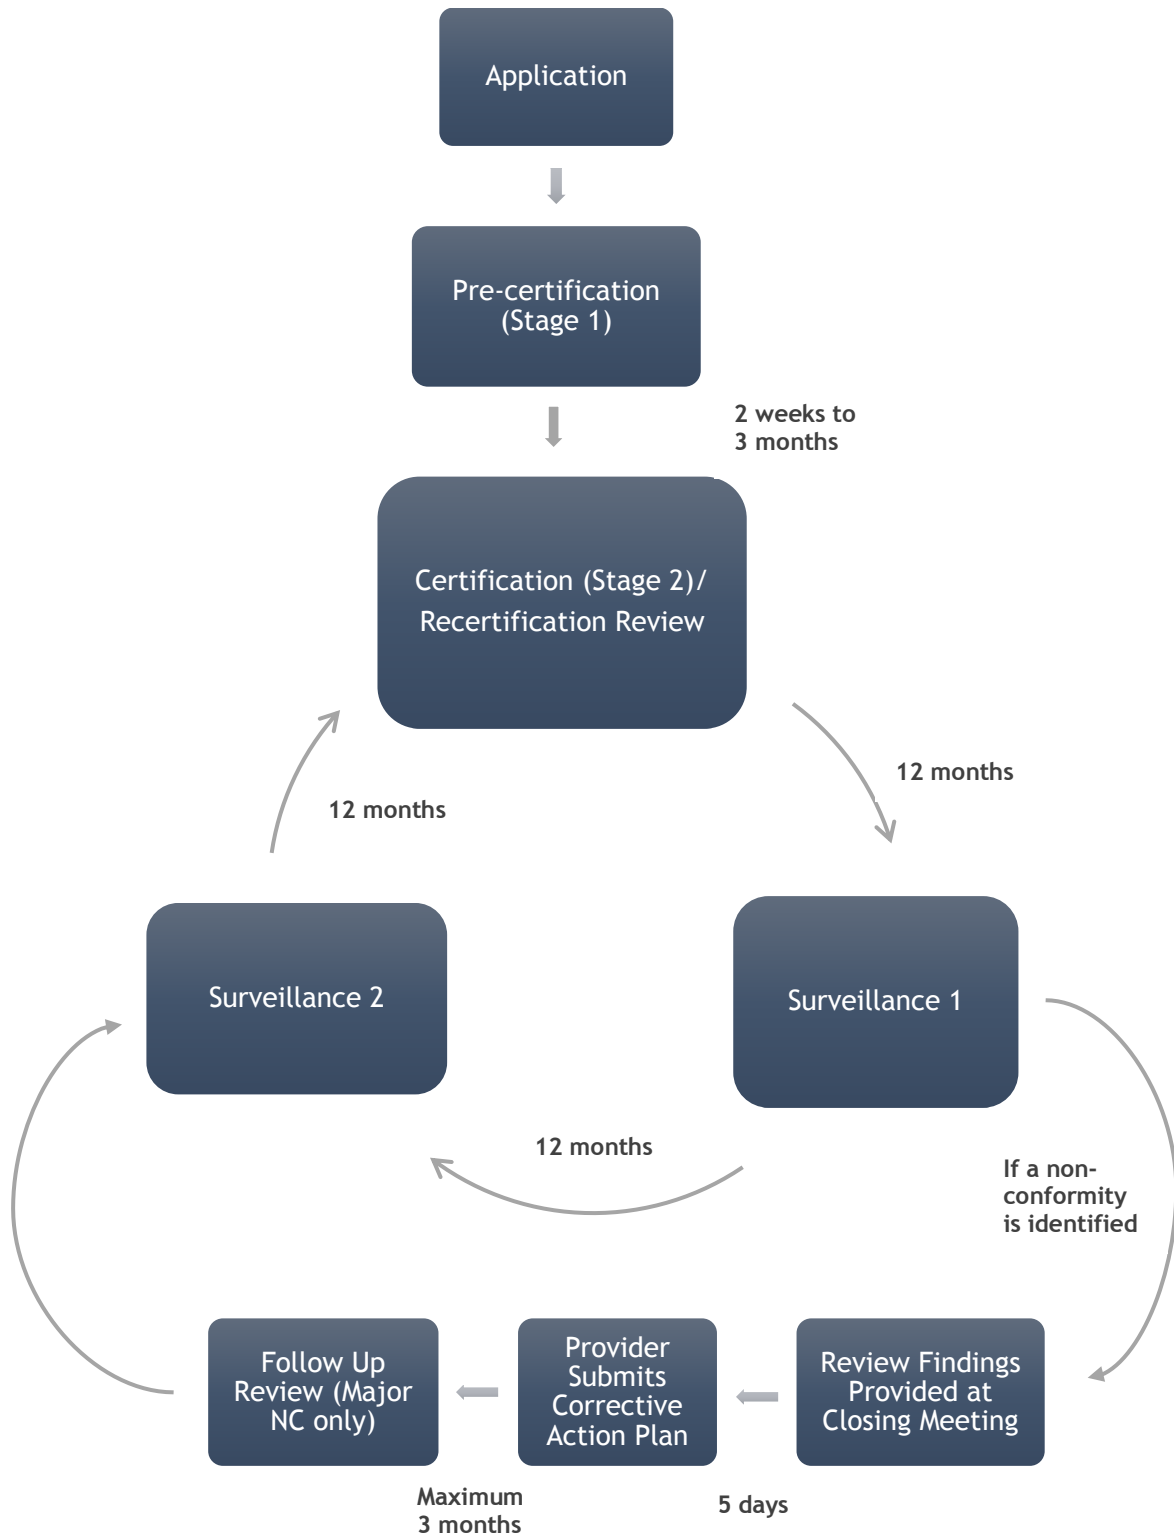 Application
Pre-certification
(Stage 1)
2 weeks to
3 months
Certification (Stage 2)/
Recertification Review
12 months
12 months
Surveillance 2
Surveillance 1
12 months
If a non-
conformity
is identified
Follow Up
Review (Major
NC only)
Provider
Submits
Corrective
Action Plan
Review Findings
Provided at
Closing Meeting
Maximum
3 months
5 days